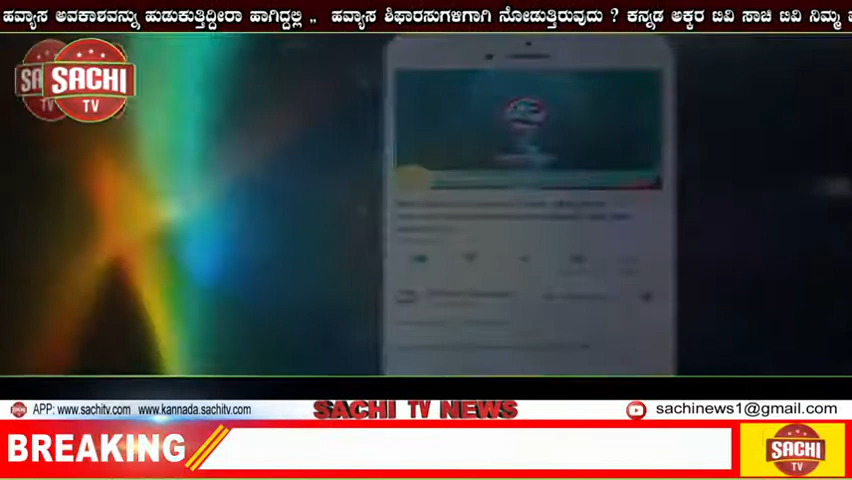 ಹವ್ಯಾಸ ಅವಕಾಶವನ್ನು ಹುಡುಕುತ್ತಿದ್ದೀರಾ ಹಾಗಿದ್ದಲ್ಲಿ ,, ಹವ್ಯಾಸ ಶಿಫಾರಸುಗಳಿಗಾಗಿ ನೋಡುತ್ತಿರುವುದು ? ಕನ್ನಡ ಅಕ್ಕರ ಟಿವಿ ಸಾಚಿ ಟಿವಿ ನಿಮ್ಮ
SACHI
TV
APP: www.sachitv.com www.kannada.sachitv.com
SACHI TV NEWS
sachinews1@gmail.com
BREAKING
SACHI
TV